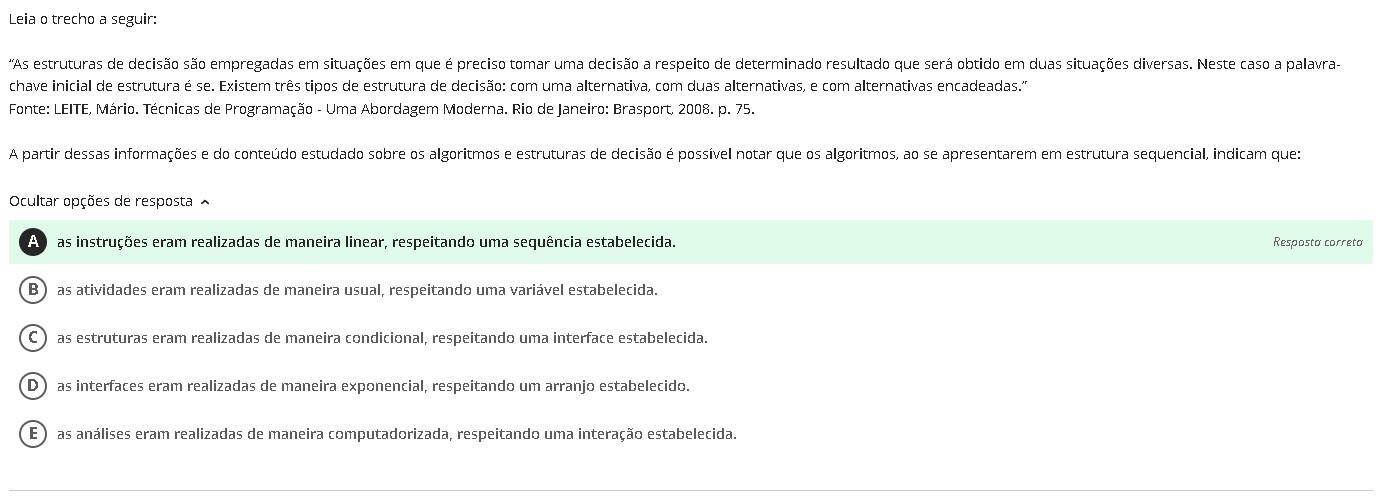 Leia o trecho a seguir:
“As estruturas de decisão são empregadas em situações em que é preciso tomar uma decisão a respeito de determinado resultado que será obtido em duas situações diversas. Neste caso a palavra-
chave inicial de estrutura é se. Existem três tipos de estrutura de decisão: com uma alternativa, com duas alternativas, e com alternativas encadeadas.”
Fonte: LEITE, Mário. Técnicas de Programação - Uma Abordagem Moderna. Rio de Janeiro: Brasport, 2008. p. 75.
A partir dessas informações e do conteúdo estudado sobre os algoritmos e estruturas de decisão é possível notar que os algoritmos, ao se apresentarem em estrutura sequencial, indicam que:
Ocultar opções de resposta
A as instruções eram realizadas de maneira linear, respeitando uma sequência estabelecida. Resposta correta
B as atividades eram realizadas de maneira usual, respeitando uma variável estabelecida.
C as estruturas eram realizadas de maneira condicional, respeitando uma interface estabelecida.
D as interfaces eram realizadas de maneira exponencial, respeitando um arranjo estabelecido.
E as análises eram realizadas de maneira computadorizada, respeitando uma interação estabelecida.